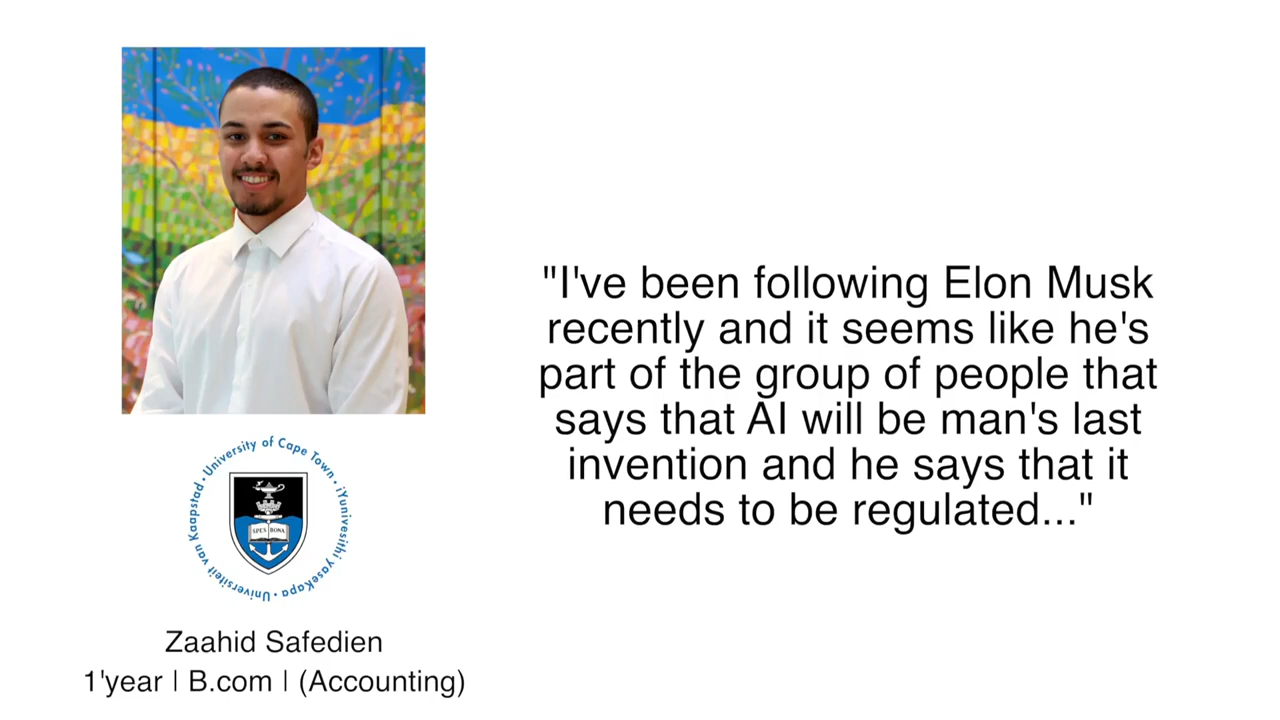 "I've been following Elon Musk
recently and it seems like he's
part of the group of people that
says that AI will be man's last
invention and he says that it
needs to be regulated..."
University of Cape Town · iYunivesithi yaseKapa · Universiteit van Kaapstad ·
SPES BONA
Zaahid Safedien
1'year | B.com | (Accounting)